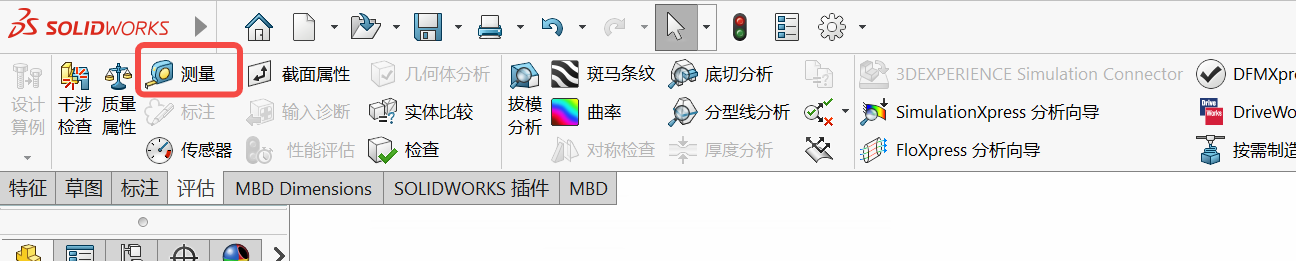 SOLIDWORKS
设计算例 干涉检查 质量属性 测量 截面属性 几何体分析 拔模分析 斑马条纹 底切分析 3DEXPERIENCE Simulation Connector DFMXpre
标注 输入诊断 实体比较 曲率 分型线分析 SimulationXpress 分析向导 DriveWo
传感器 性能评估 检查 对称检查 厚度分析 FloXpress 分析向导 按需制造
特征 草图 标注 评估 MBD Dimensions SOLIDWORKS 插件 MBD